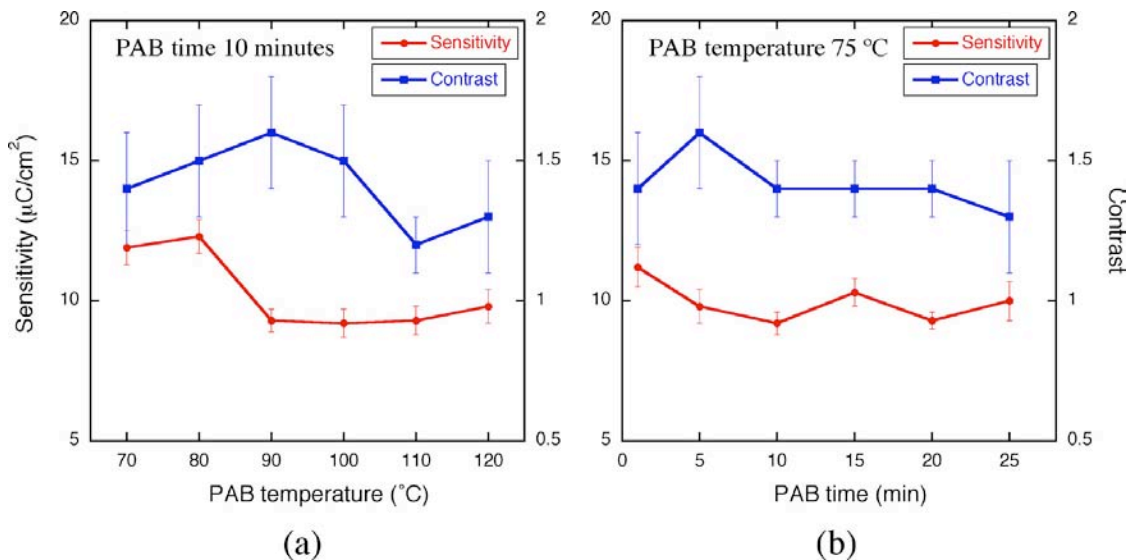 20
15
10
5
Sensitivity (μC/cm²)
PAB time 10 minutes
Sensitivity
Contrast
2
1.5
1
0.5
70 80 90 100 110 120
PAB temperature (°C)
(a)
PAB temperature 75 °C
Sensitivity
Contrast
20
15
10
5
2
1.5
1
0.5
Contrast
0 5 10 15 20 25
PAB time (min)
(b)